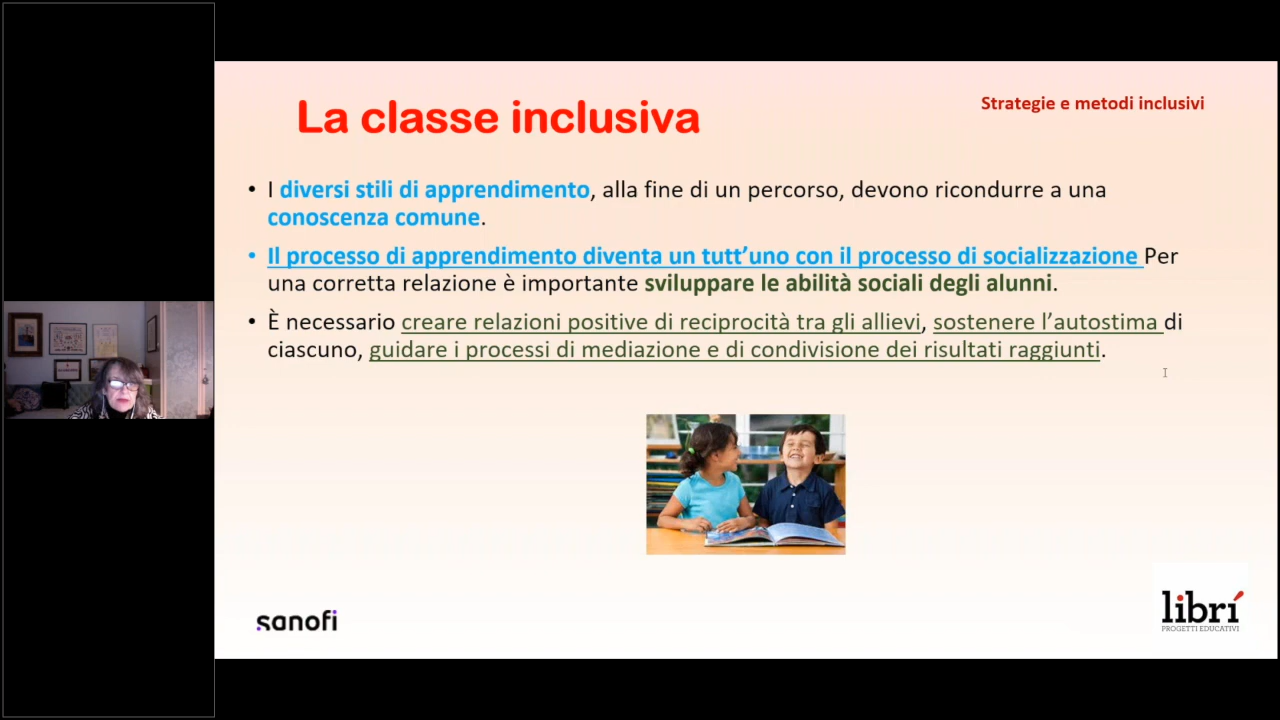 La classe inclusiva
Strategie e metodi inclusivi
• I diversi stili di apprendimento, alla fine di un percorso, devono ricondurre a una
conoscenza comune.
• Il processo di apprendimento diventa un tutt’uno con il processo di socializzazione Per
una corretta relazione è importante sviluppare le abilità sociali degli alunni.
• È necessario creare relazioni positive di reciprocità tra gli allievi, sostenere l’autostima di
ciascuno, guidare i processi di mediazione e di condivisione dei risultati raggiunti.
sanofi
librí
PROGETTI EDUCATIVI